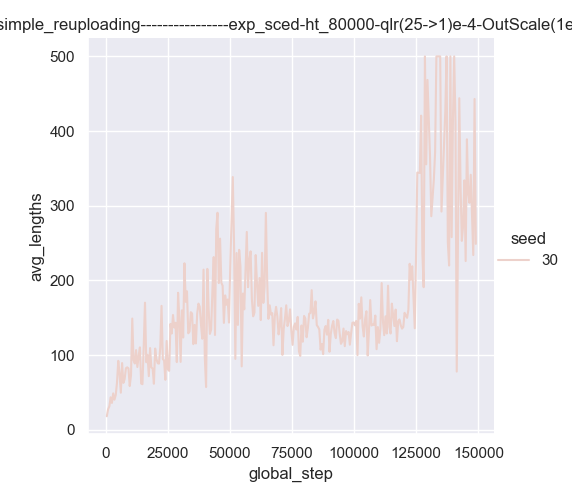 simple_reuploading----------------exp_sced-ht_80000-qlr(25->1)e-4-OutScale(1e
500
400
300
200
100
0
avg_lengths
0 25000 50000 75000 100000 125000 150000
global_step
seed
30